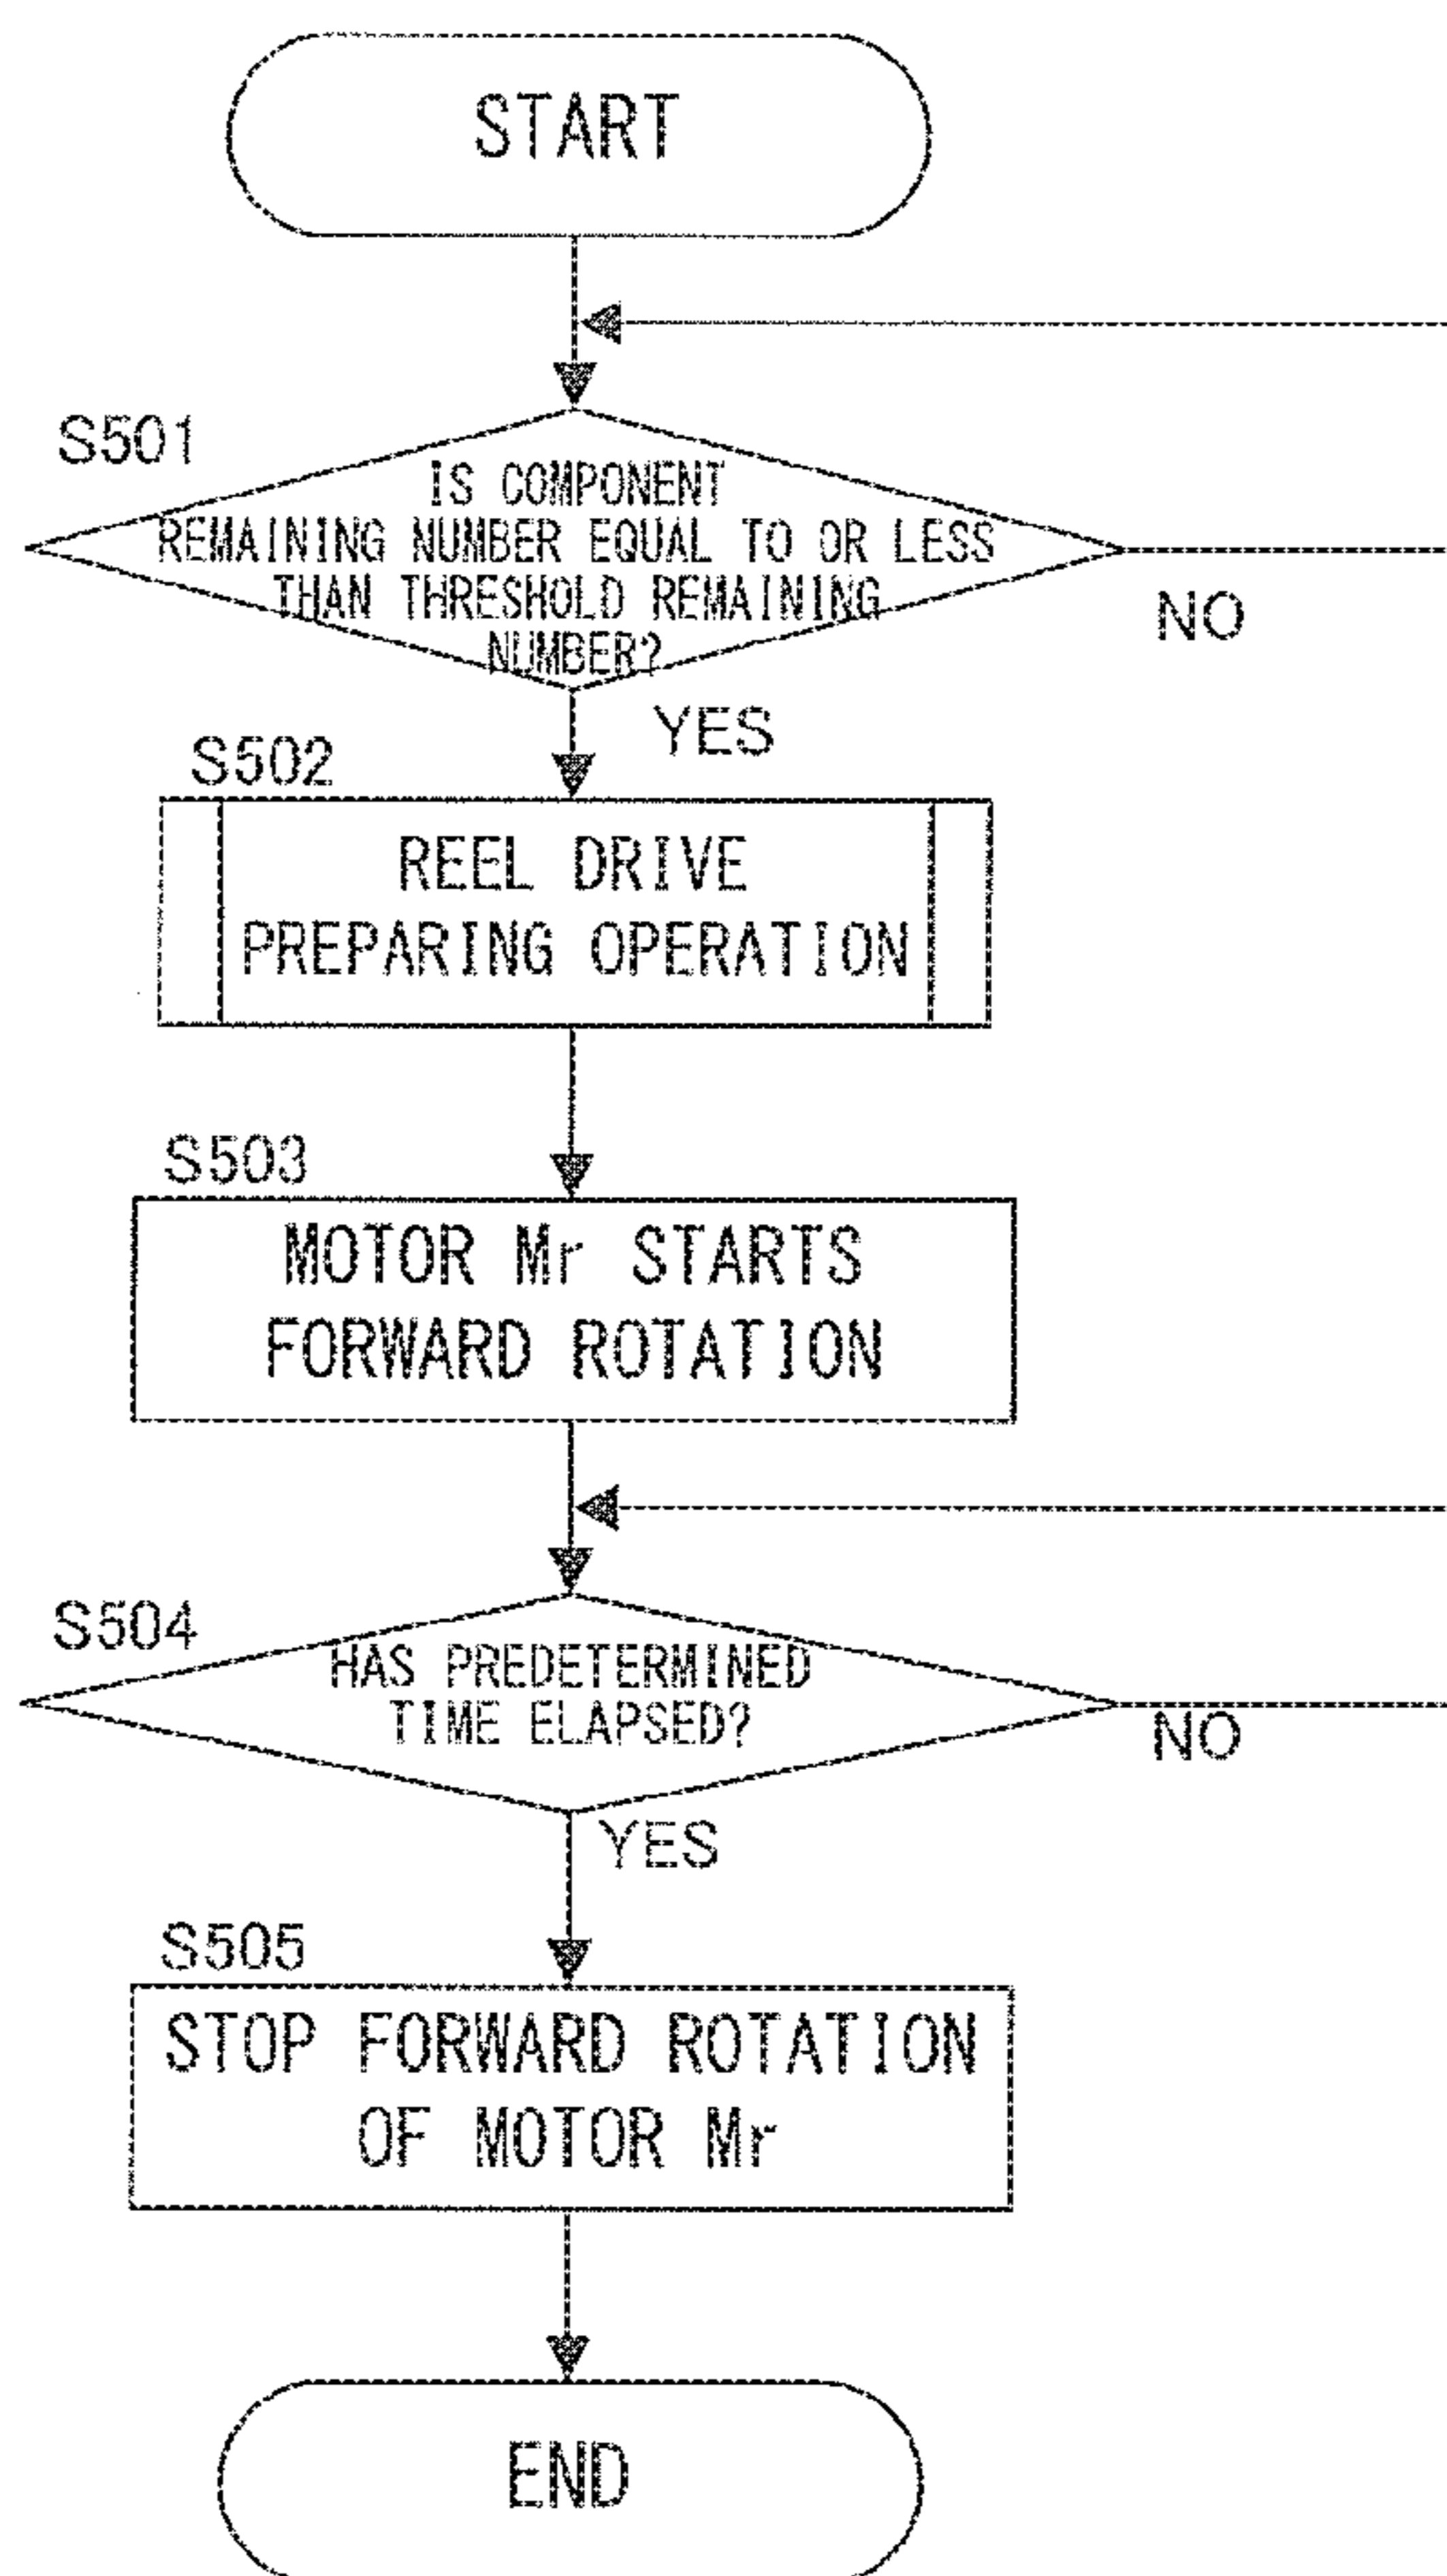 START
S501
IS COMPONENT
REMAINING NUMBER EQUAL TO OR LESS
THAN THRESHOLD REMAINING
NUMBER?
NO
YES
S502
REEL DRIVE
PREPARING OPERATION
S503
MOTOR Mr STARTS
FORWARD ROTATION
S504
HAS PREDETERMINED
TIME ELAPSED?
NO
YES
S505
STOP FORWARD ROTATION
OF MOTOR Mr
END